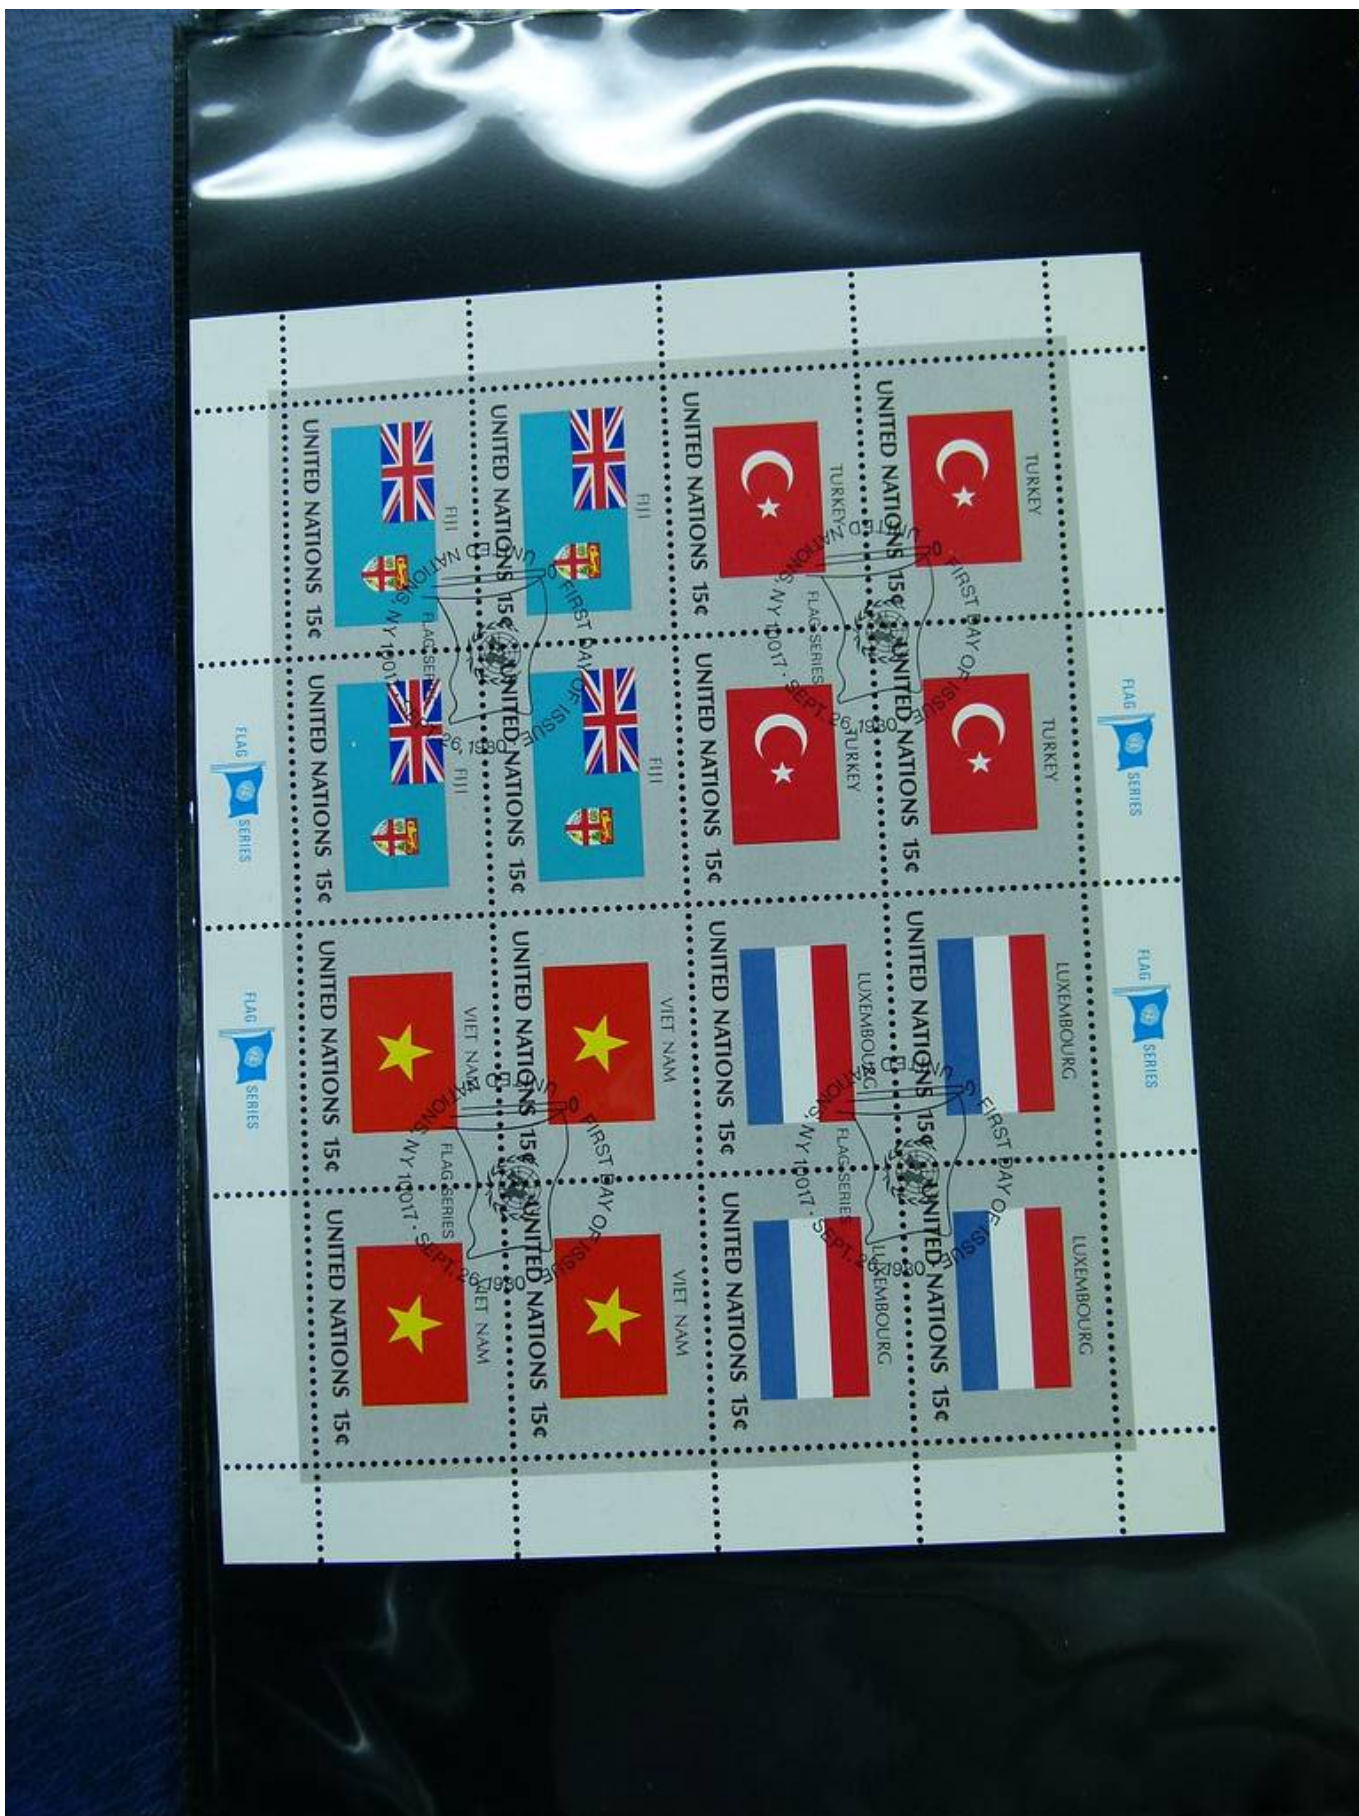 FLAG SERIES
FLAG SERIES
TURKEY
UNITED NATIONS 15¢
TURKEY
UNITED NATIONS 15¢
LUXEMBOURG
UNITED NATIONS 15¢
LUXEMBOURG
UNITED NATIONS 15¢
FIRST DAY OF ISSUE
UNITED NATIONS, NY 10017 · SEPT. 26, 1980
FLAG SERIES
FIRST DAY OF ISSUE
UNITED NATIONS, NY 10017 · SEPT. 26, 1980
FLAG SERIES
TURKEY
UNITED NATIONS 15¢
TURKEY
UNITED NATIONS 15¢
LUXEMBOURG
UNITED NATIONS 15¢
LUXEMBOURG
UNITED NATIONS 15¢
FIJI
UNITED NATIONS 15¢
FIJI
UNITED NATIONS 15¢
VIET NAM
UNITED NATIONS 15¢
VIET NAM
UNITED NATIONS 15¢
FIRST DAY OF ISSUE
UNITED NATIONS, NY 10017 · SEPT. 26, 1980
FLAG SERIES
FIRST DAY OF ISSUE
UNITED NATIONS, NY 10017 · SEPT. 26, 1980
FLAG SERIES
FIJI
UNITED NATIONS 15¢
FIJI
UNITED NATIONS 15¢
VIET NAM
UNITED NATIONS 15¢
VIET NAM
UNITED NATIONS 15¢
FLAG SERIES
FLAG SERIES